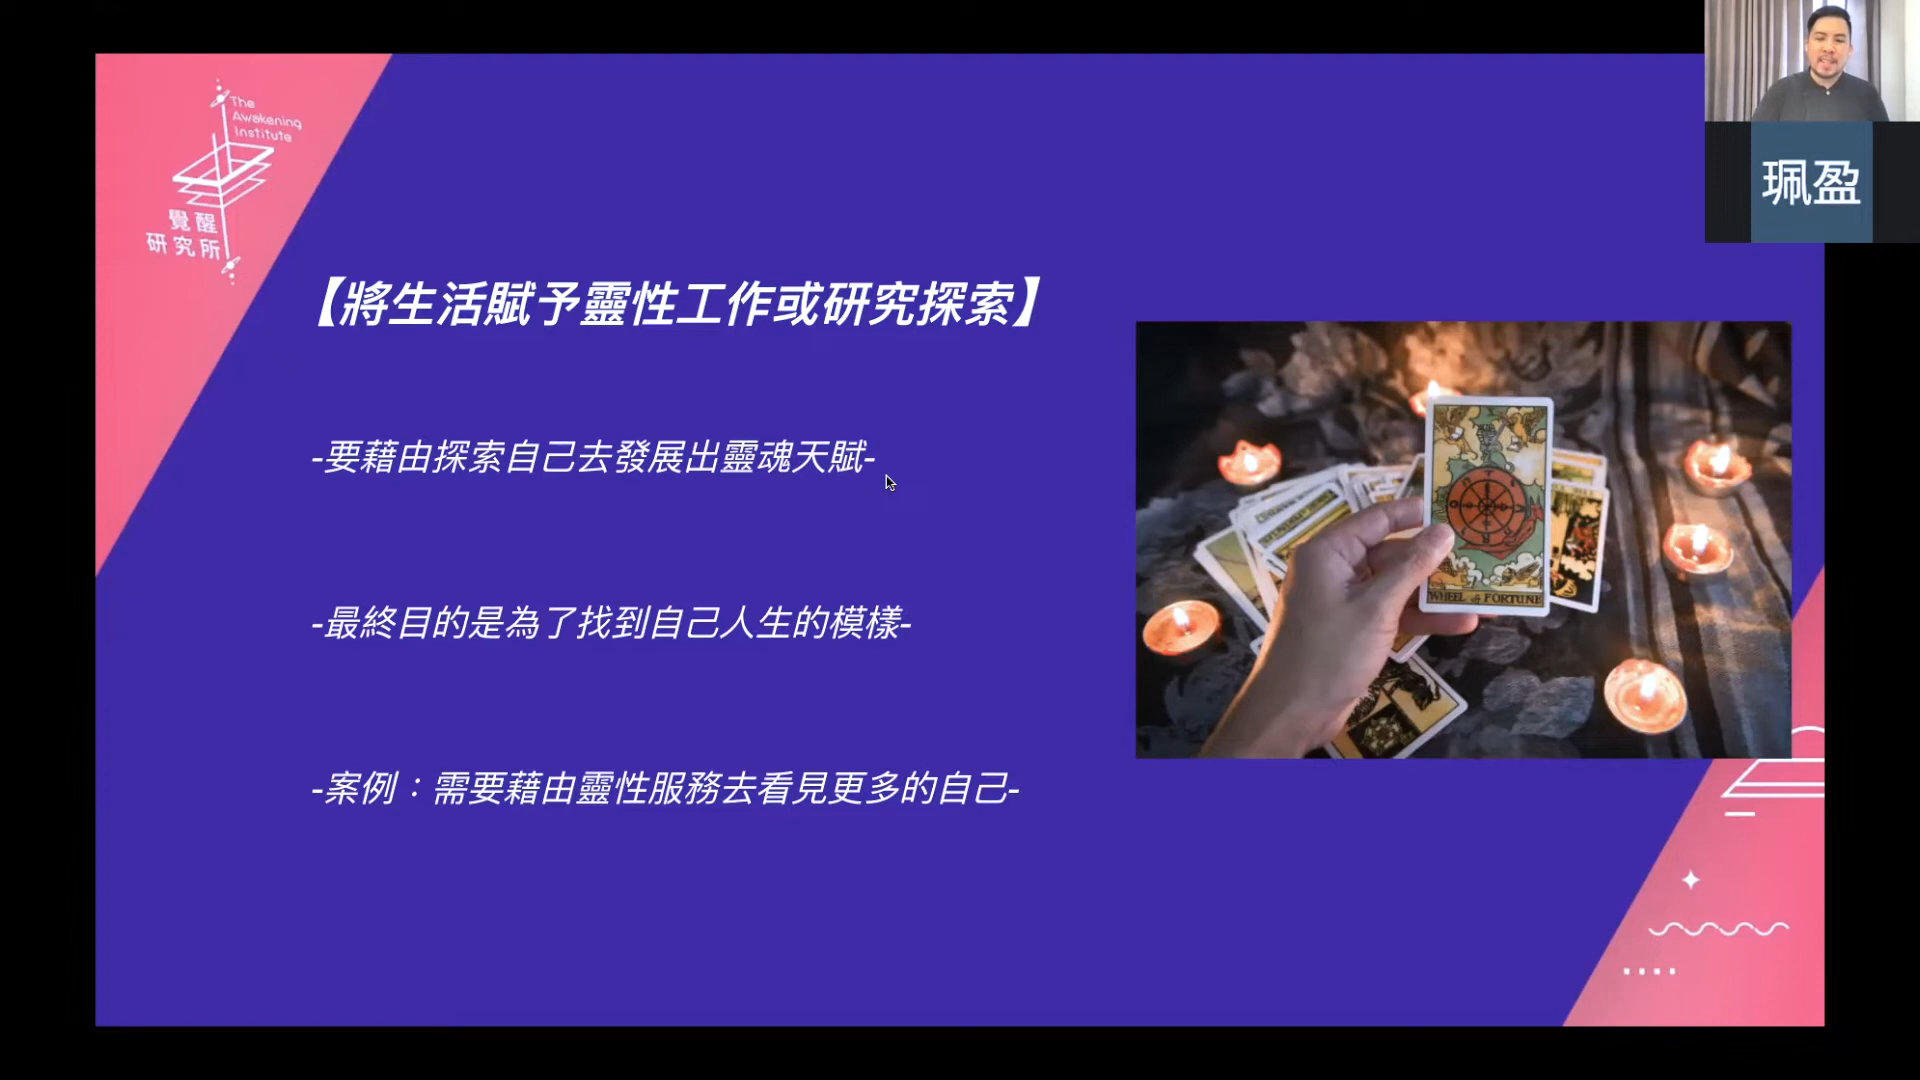 The
Awakening
Institute
覺醒
研究所
【將生活賦予靈性工作或研究探索】
-要藉由探索自己去發展出靈魂天賦-
-最終目的是為了找到自己人生的模樣-
-案例：需要藉由靈性服務去看見更多的自己-
WHEEL of FORTUNE
珮盈